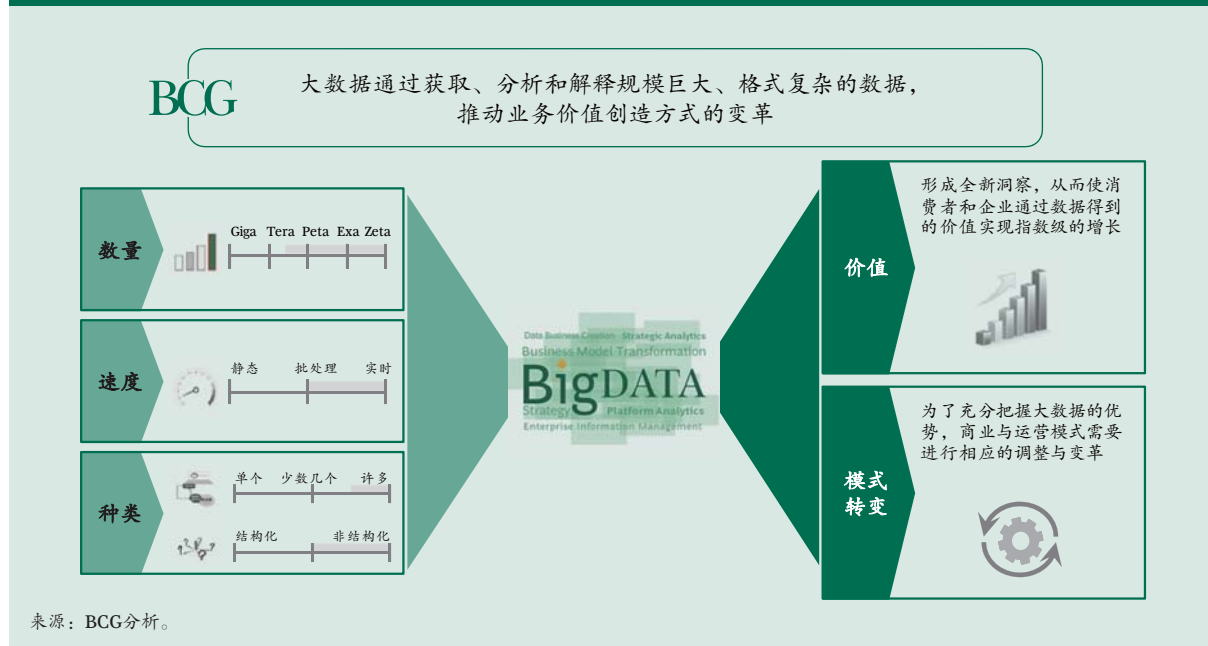 BCG
大数据通过获取、分析和解释规模巨大、格式复杂的数据，
推动业务价值创造方式的变革
数量
Giga Tera Peta Exa Zeta
速度
静态 批处理 实时
种类
单个 少数几个 许多
结构化 非结构化
Data Business Creation Strategic Analytics
Business Model Transformation
BigDATA
Strategy Platform Analytics
Enterprise Information Management
价值
形成全新洞察，从而使消
费者和企业通过数据得到
的价值实现指数级的增长
模式
转变
为了充分把握大数据的优
势，商业与运营模式需要
进行相应的调整与变革
来源：BCG分析。